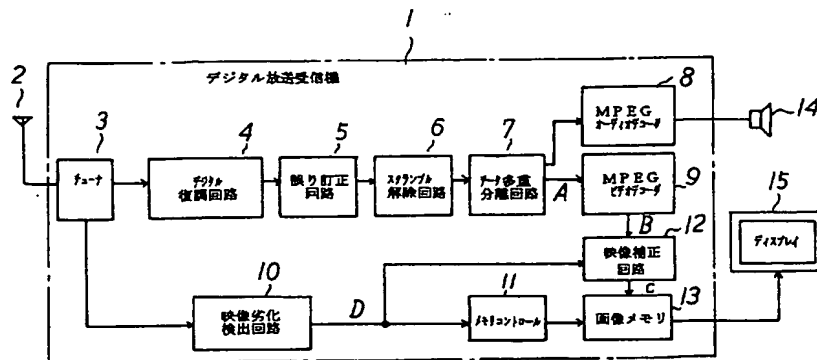 1
デジタル放送受信機
2
3
チューナ
4
デジタル
復調回路
5
誤り訂正
回路
6
スクランブル
解除回路
7
データ多重
分離回路
8
MPEG
オーディオデコーダ
14
A
MPEG
ビデオデコーダ
9
B
12
映像補正
回路
C
15
ディスプレイ
10
映像劣化
検出回路
D
11
メモリコントロール
13
画像メモリ